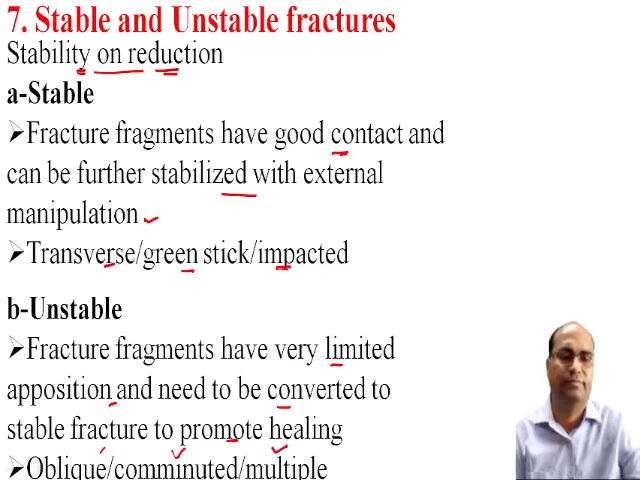 7. Stable and Unstable fractures
Stability on reduction
a-Stable
➢Fracture fragments have good contact and
can be further stabilized with external
manipulation
➢Transverse/green stick/impacted
b-Unstable
➢Fracture fragments have very limited
apposition and need to be converted to
stable fracture to promote healing
➢Oblique/comminuted/multiple